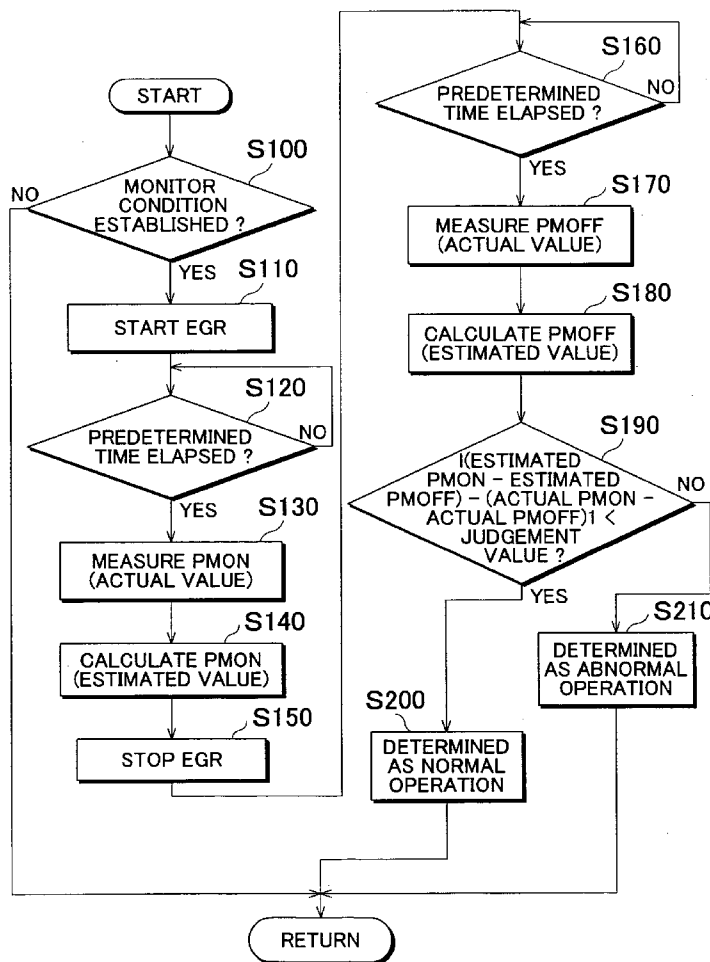 START
S100
NO
MONITOR
CONDITION
ESTABLISHED ?
YES
S110
START EGR
S120
PREDETERMINED
TIME ELAPSED ?
NO
YES
S130
MEASURE PMON
(ACTUAL VALUE)
S140
CALCULATE PMON
(ESTIMATED VALUE)
S150
STOP EGR
S160
PREDETERMINED
TIME ELAPSED ?
NO
YES
S170
MEASURE PMOFF
(ACTUAL VALUE)
S180
CALCULATE PMOFF
(ESTIMATED VALUE)
S190
I(ESTIMATED
PMON - ESTIMATED
PMOFF) - (ACTUAL PMON -
ACTUAL PMOFF)1 <
JUDGEMENT
VALUE ?
NO
YES
S210
DETERMINED
AS ABNORMAL
OPERATION
S200
DETERMINED
AS NORMAL
OPERATION
RETURN